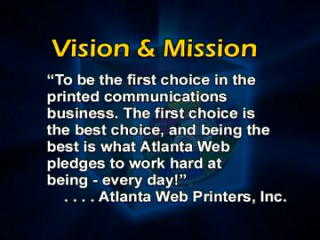 Vision & Mission
“To be the first choice in the
printed communications
business. The first choice is
the best choice, and being the
best is what Atlanta Web
pledges to work hard at
being - every day!”
. . . . Atlanta Web Printers, Inc.